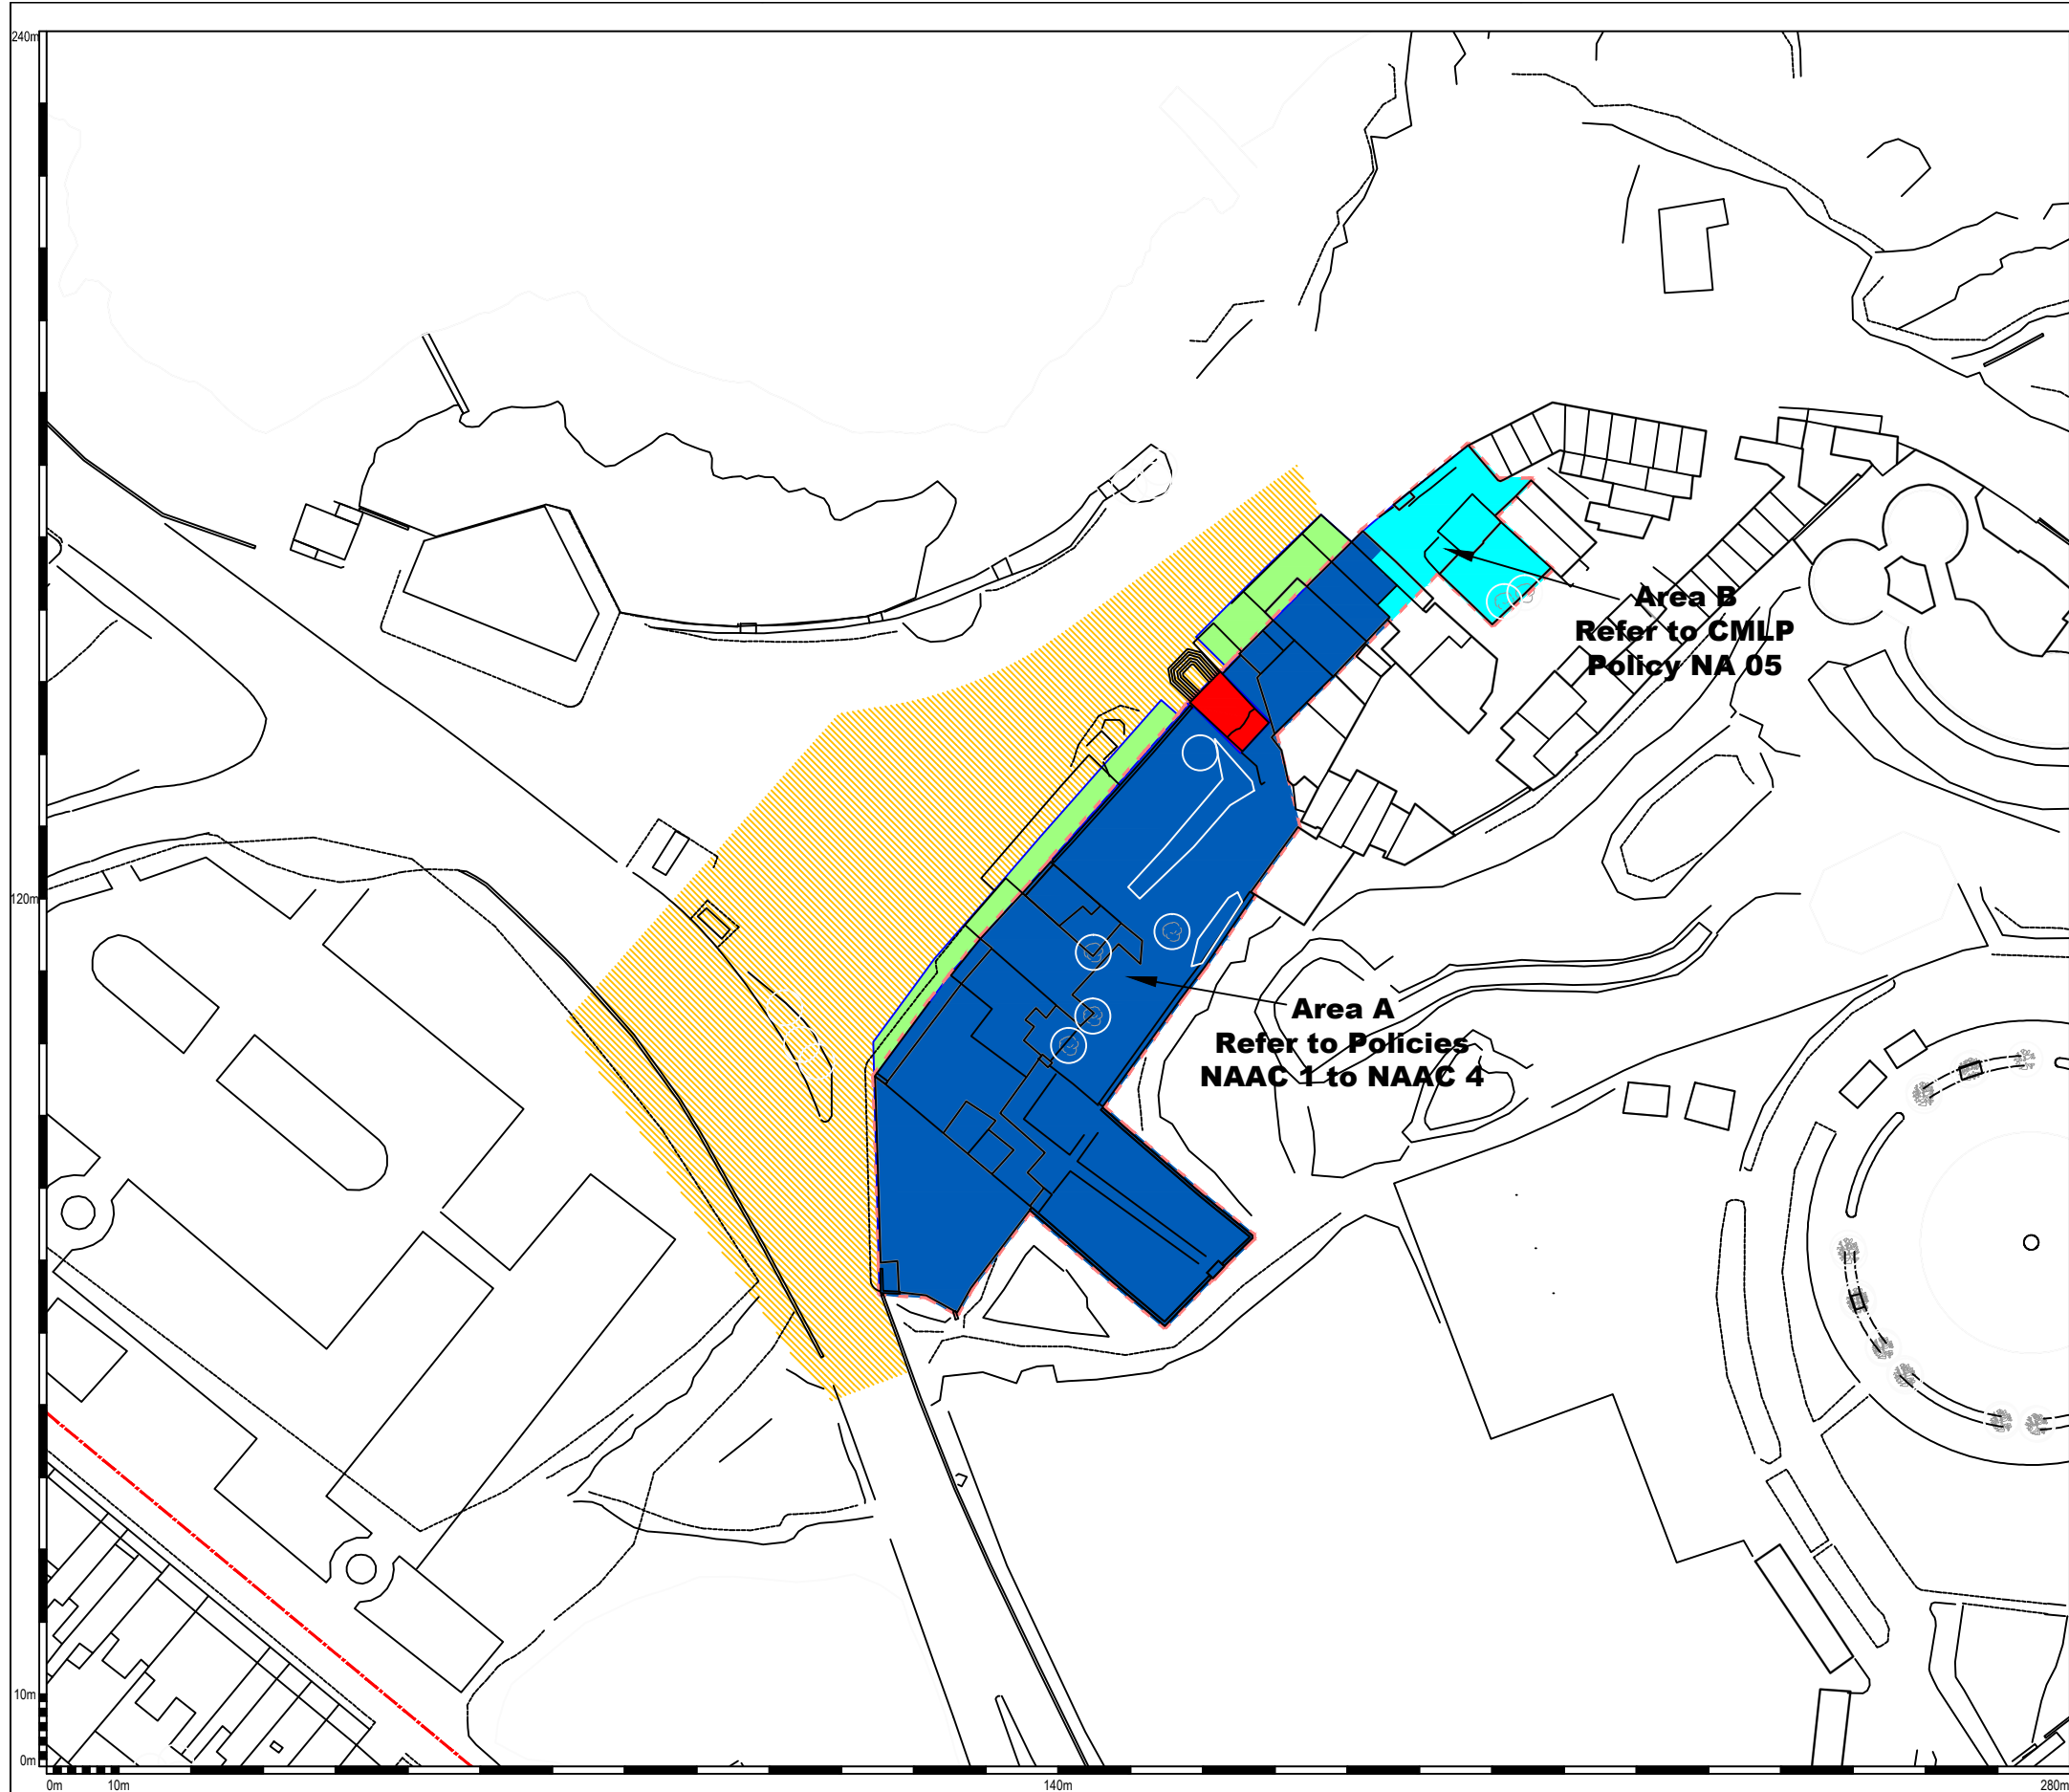 240m
Area B
Refer to CMLP
Policy NA 05
120m
Area A
Refer to Policies
NAAC 1 to NAAC 4
10m
0m
0m 10m 140m 280m